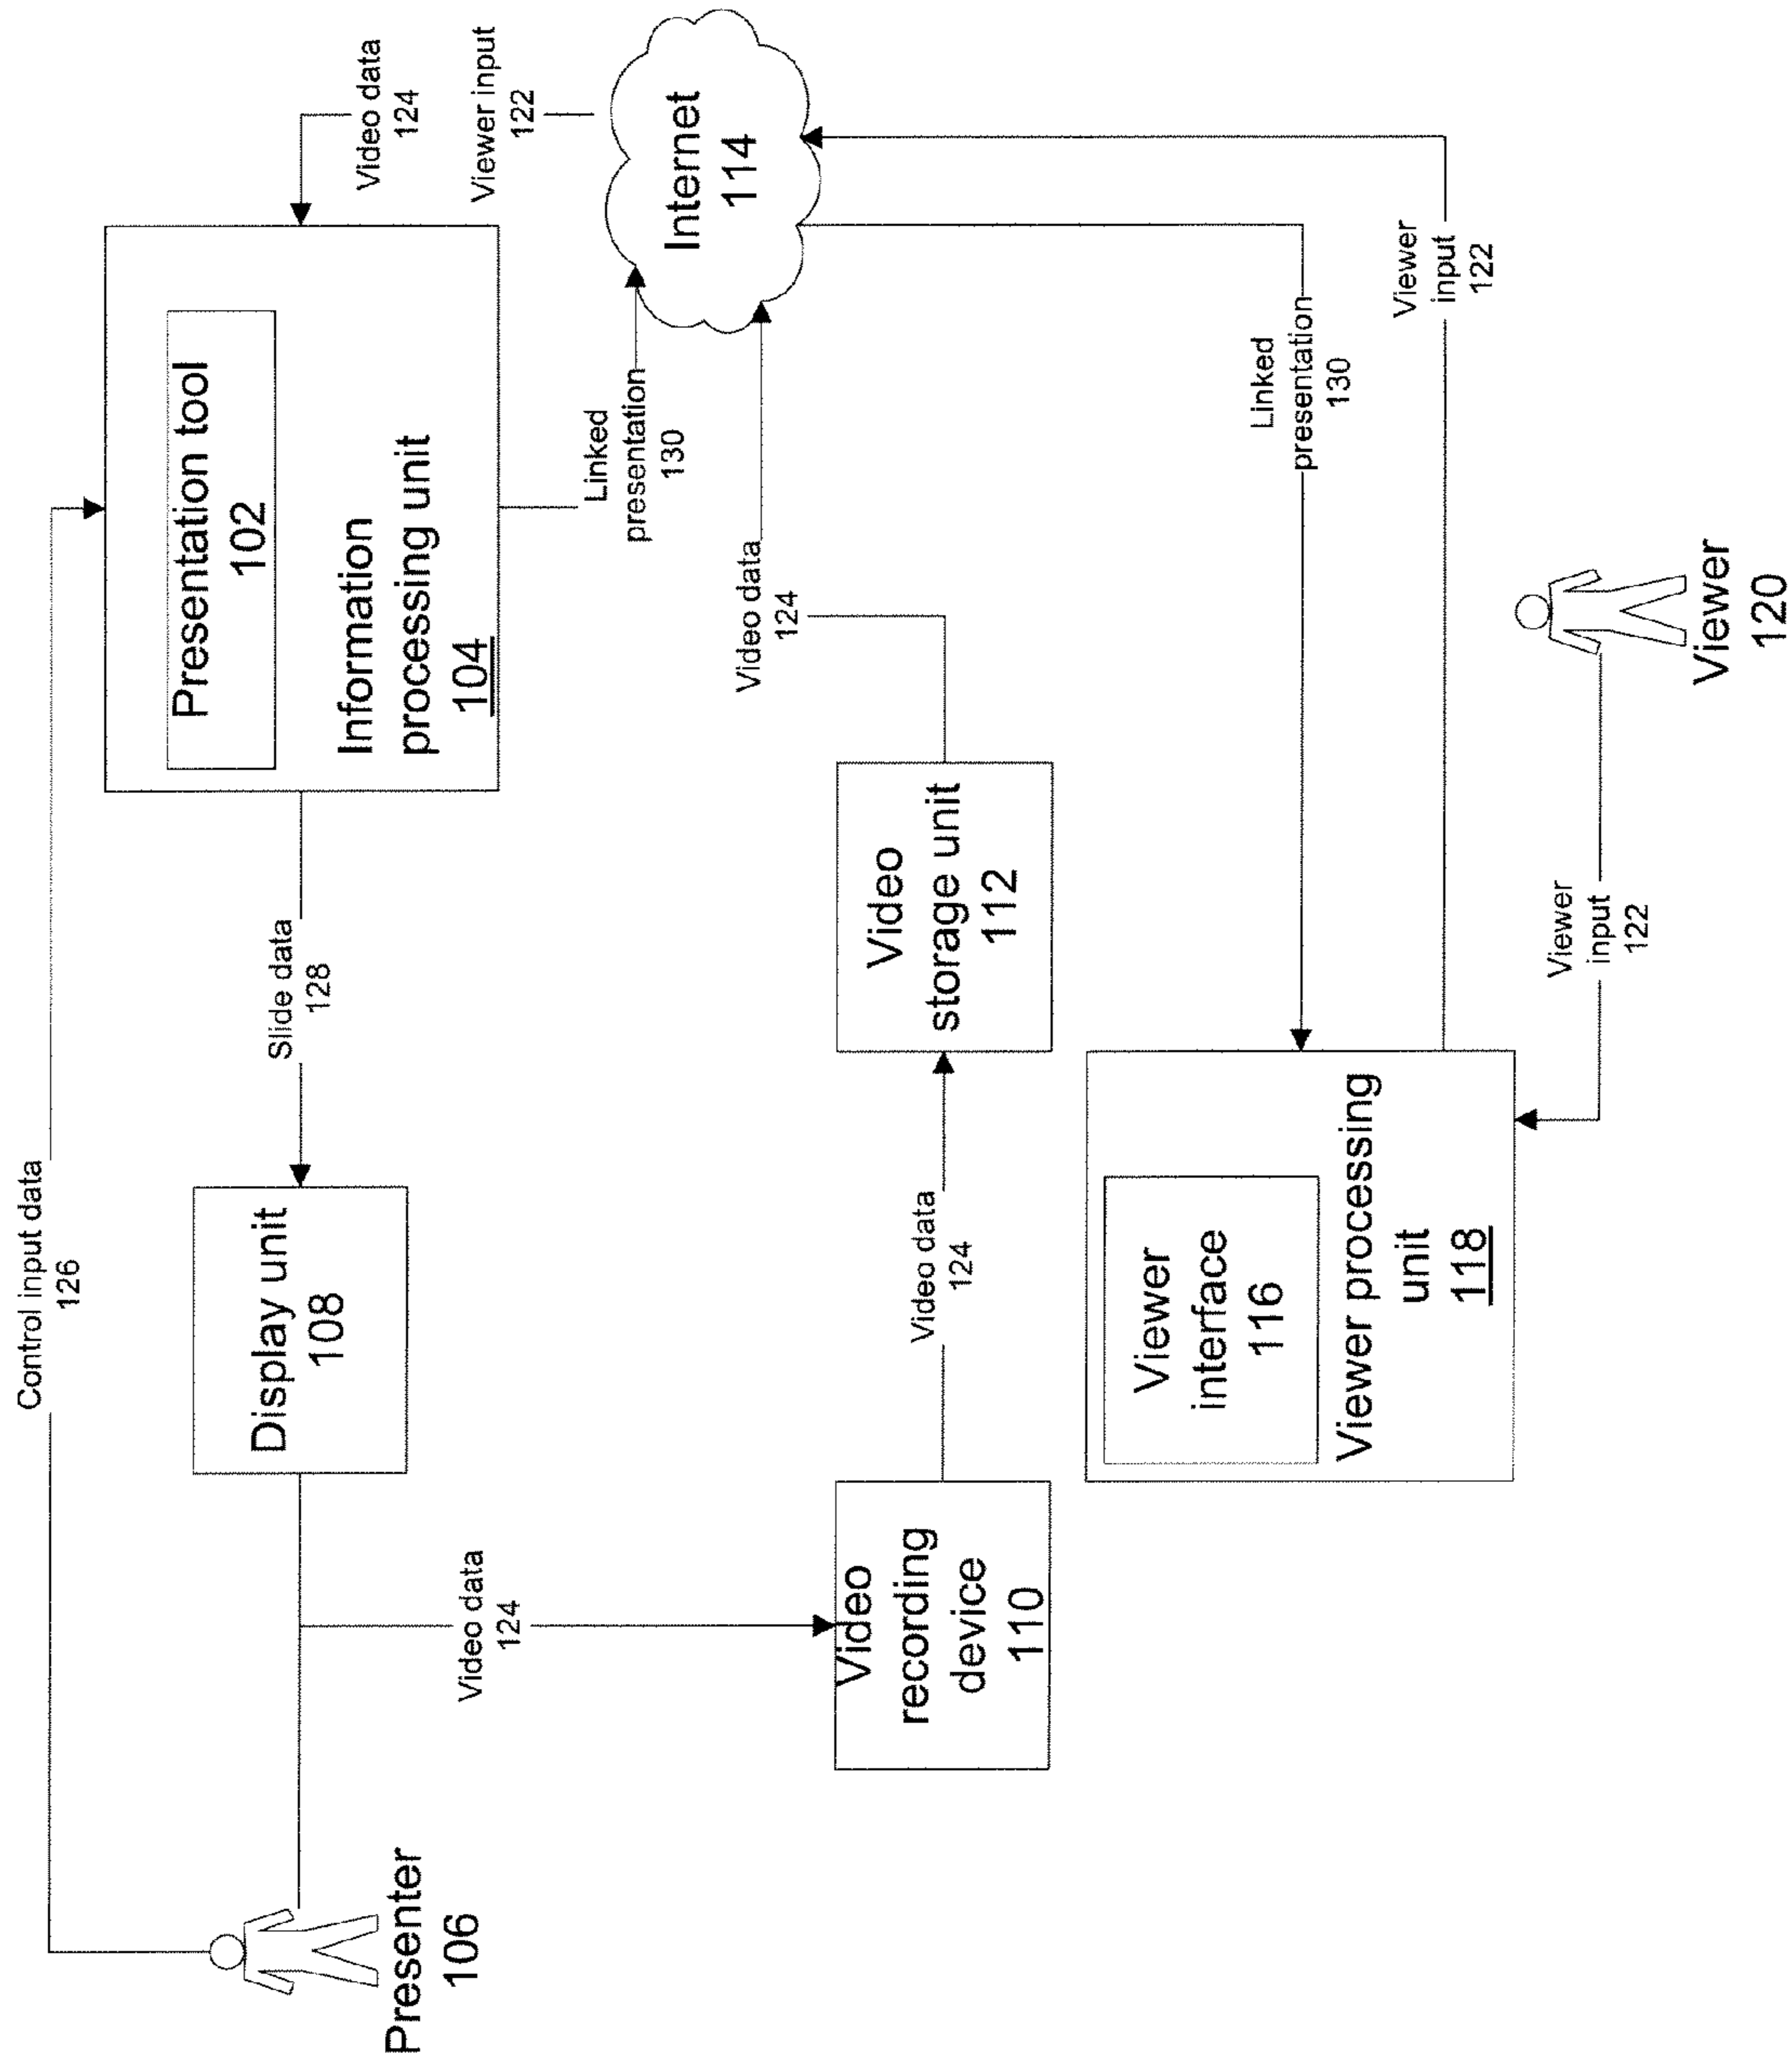 Control input data
126
Presenter
106
Display unit
108
Slide data
128
Presentation tool
102
Information
processing unit
104
Video data
124
Viewer input
122
Linked
presentation
130
Internet
114
Video data
124
Video data
124
Video
recording
device
110
Video data
124
Video
storage unit
112
Viewer
interface
116
Viewer processing
unit
118
Linked
presentation
130
Viewer
input
122
Viewer
input
122
Viewer
120